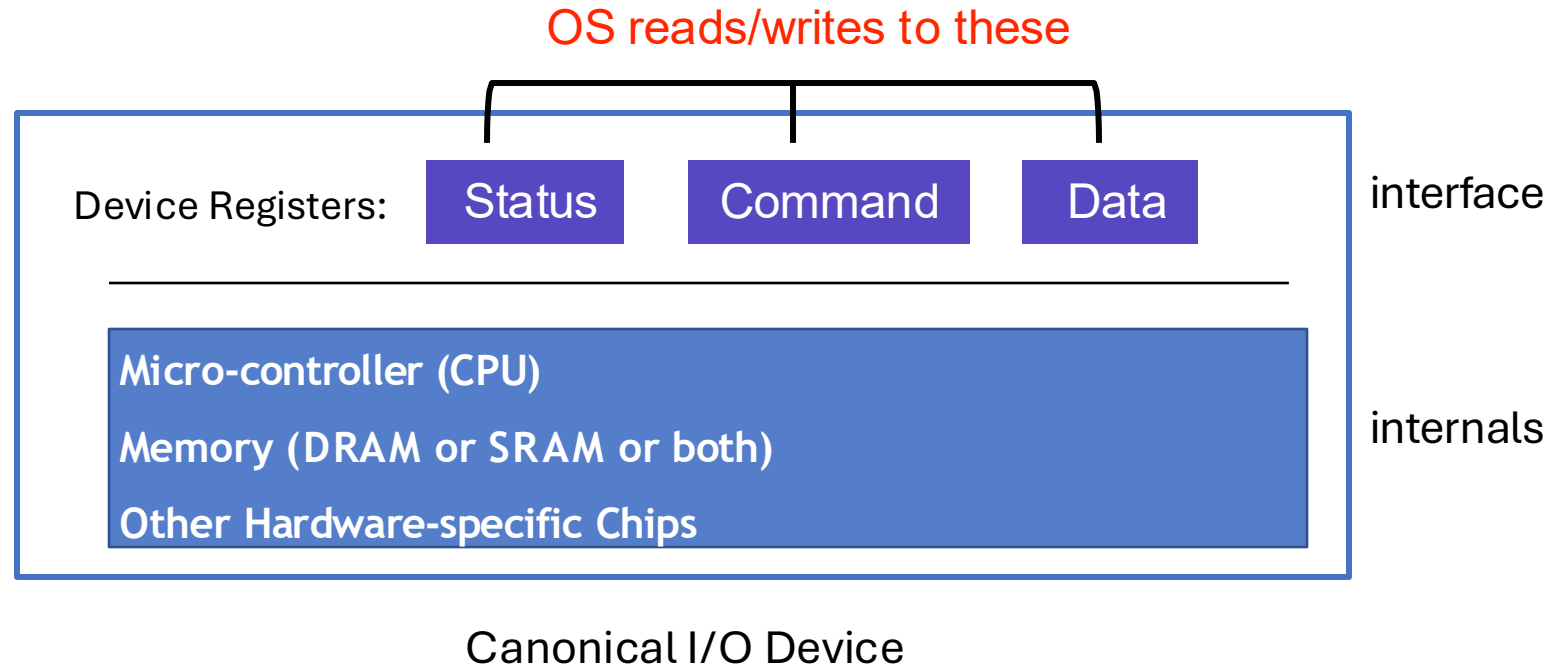 OS reads/writes to these
Device Registers: Status Command Data interface
Micro-controller (CPU)
Memory (DRAM or SRAM or both)
internals
Other Hardware-specific Chips
Canonical I/O Device